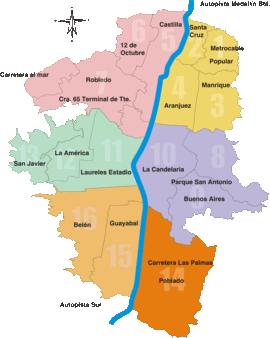 Autopista Medellín Bta.
Castilla
Santa
Cruz
6
5
2
1
12 de
Octubre
Metrocable
Popular
Carretera al mar
Robledo
7
4
3
Manrique
Cra. 65 Terminal de Tte.
Aranjuez
13
12
11
10
8
La América
San Javier
La Candelaria
Laureles Estadio
Parque San Antonio
9
Buenos Aires
16
Belén
Guayabal
15
Carretera Las Palmas
14
Poblado
Autopista Sur